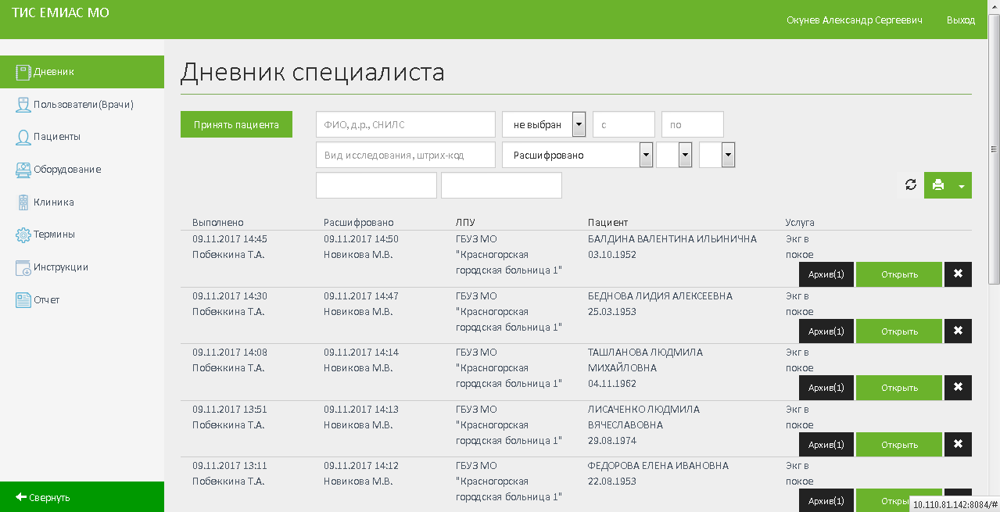 ТИС ЕМИАС МО
Окунев Александр Сергеевич Выход
Дневник
Пользователи(Врачи)
Пациенты
Оборудование
Клиника
Термины
Инструкции
Отчет
Свернуть
Дневник специалиста
Принять пациента ФИО, д.р., СНИЛС не выбран с по
Вид исследования, штрих-код Расшифровано
Выполнено Расшифровано ЛПУ Пациент Услуга
09.11.2017 14:45 09.11.2017 14:50 ГБУЗ МО БАЛДИНА ВАЛЕНТИНА ИЛЬИНИЧНА Экг в
Побежкина Т.А. Новикова М.В. "Красногорская 03.10.1952 покое
городская больница 1" Архив(1) Открыть
09.11.2017 14:30 09.11.2017 14:47 ГБУЗ МО БЕДНОВА ЛИДИЯ АЛЕКСЕЕВНА Экг в
Побежкина Т.А. Новикова М.В. "Красногорская 25.03.1953 покое
городская больница 1" Архив(1) Открыть
09.11.2017 14:08 09.11.2017 14:14 ГБУЗ МО ТАШЛАНОВА ЛЮДМИЛА Экг в
Побежкина Т.А. Новикова М.В. "Красногорская МИХАЙЛОВНА покое
городская больница 1" 04.11.1962 Архив(1) Открыть
09.11.2017 13:51 09.11.2017 14:13 ГБУЗ МО ЛИСАЧЕНКО ЛЮДМИЛА Экг в
Побежкина Т.А. Новикова М.В. "Красногорская ВЯЧЕСЛАВОВНА покое
городская больница 1" 29.08.1974 Архив(1) Открыть
09.11.2017 13:11 09.11.2017 14:12 ГБУЗ МО ФЕДОРОВА ЕЛЕНА ИВАНОВНА Экг в
Побежкина Т.А. Новикова М.В. "Красногорская 22.08.1953 покое
городская больница 1" Архив(1) Откры
10.110.81.142:8084/#